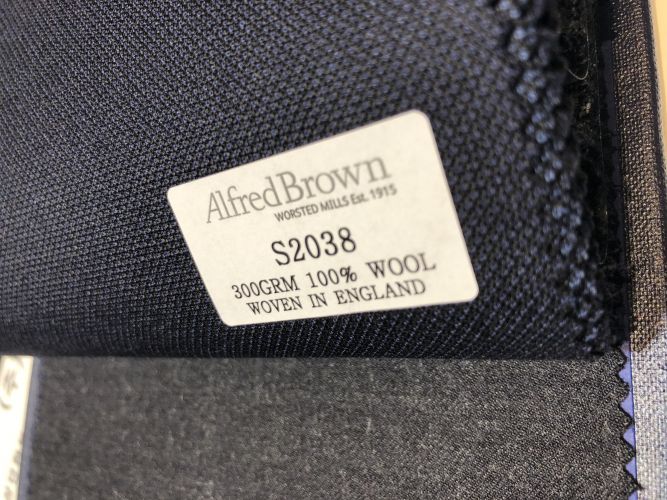 AlfredBrown
WORSTED MILLS Est. 1915
S2038
300GRM 100% WOOL
WOVEN IN ENGLAND